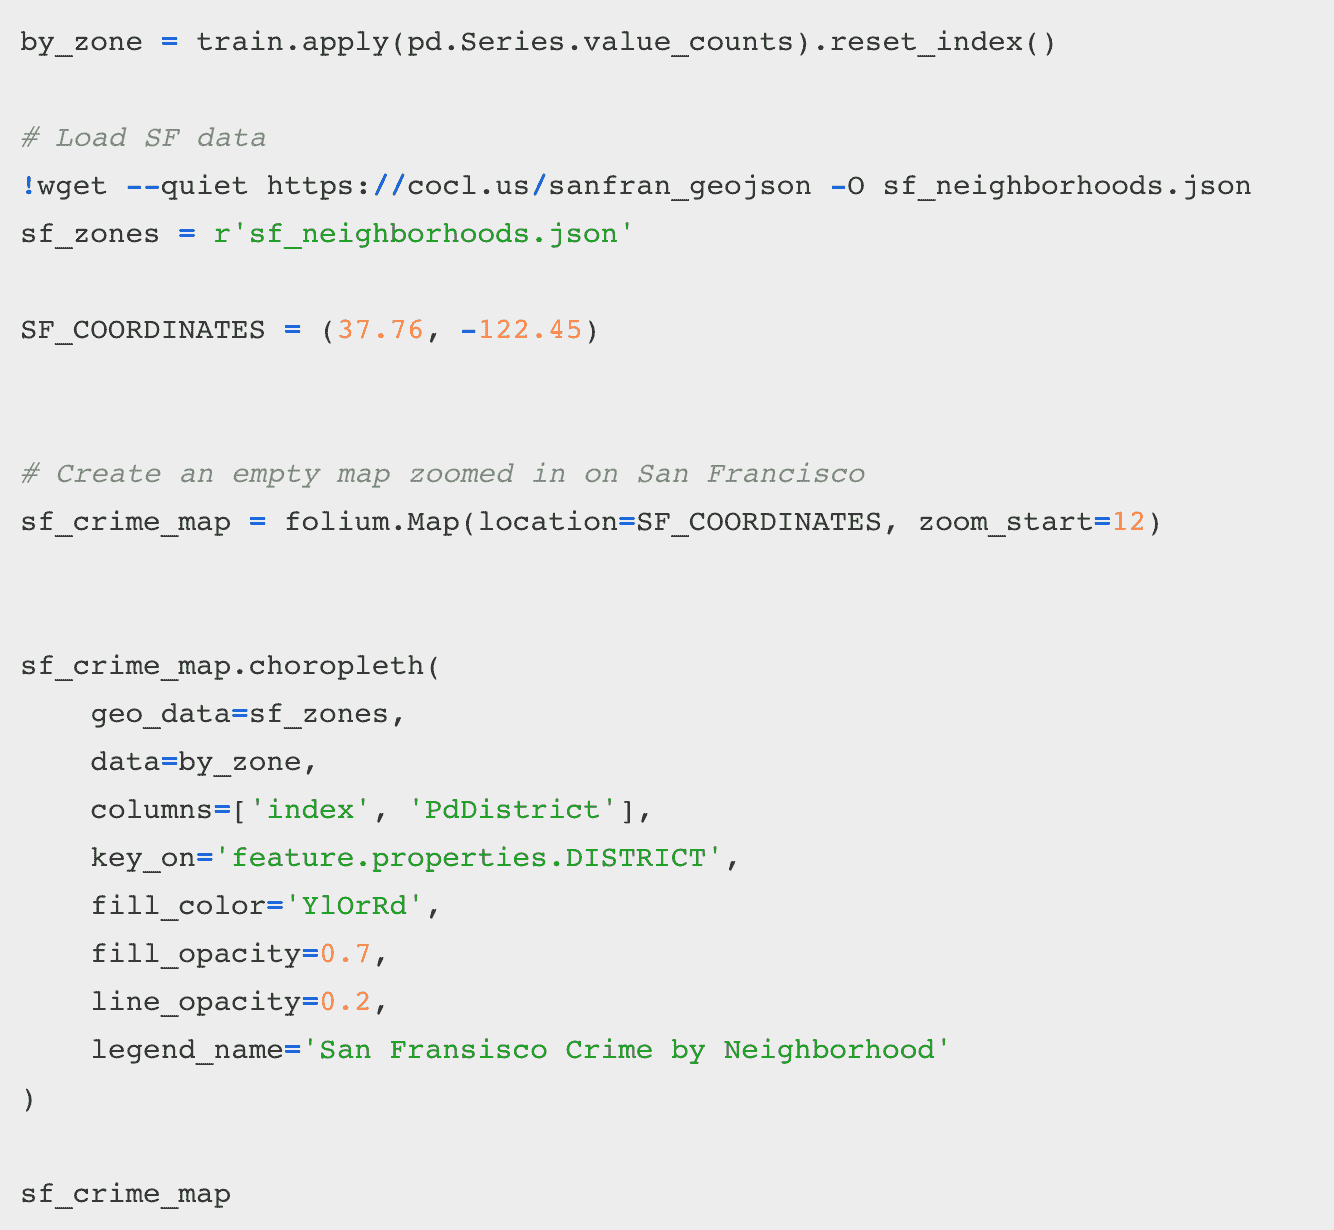 by_zone = train.apply(pd.Series.value_counts).reset_index()
# Load SF data
!wget --quiet https://cocl.us/sanfran_geojson -O sf_neighborhoods.json
sf_zones = r'sf_neighborhoods.json'
SF_COORDINATES = (37.76, -122.45)
# Create an empty map zoomed in on San Francisco
sf_crime_map = folium.Map(location=SF_COORDINATES, zoom_start=12)
sf_crime_map.choropleth(
    geo_data=sf_zones,
    data=by_zone,
    columns=['index', 'PdDistrict'],
    key_on='feature.properties.DISTRICT',
    fill_color='YlOrRd',
    fill_opacity=0.7,
    line_opacity=0.2,
    legend_name='San Fransisco Crime by Neighborhood'
)
sf_crime_map